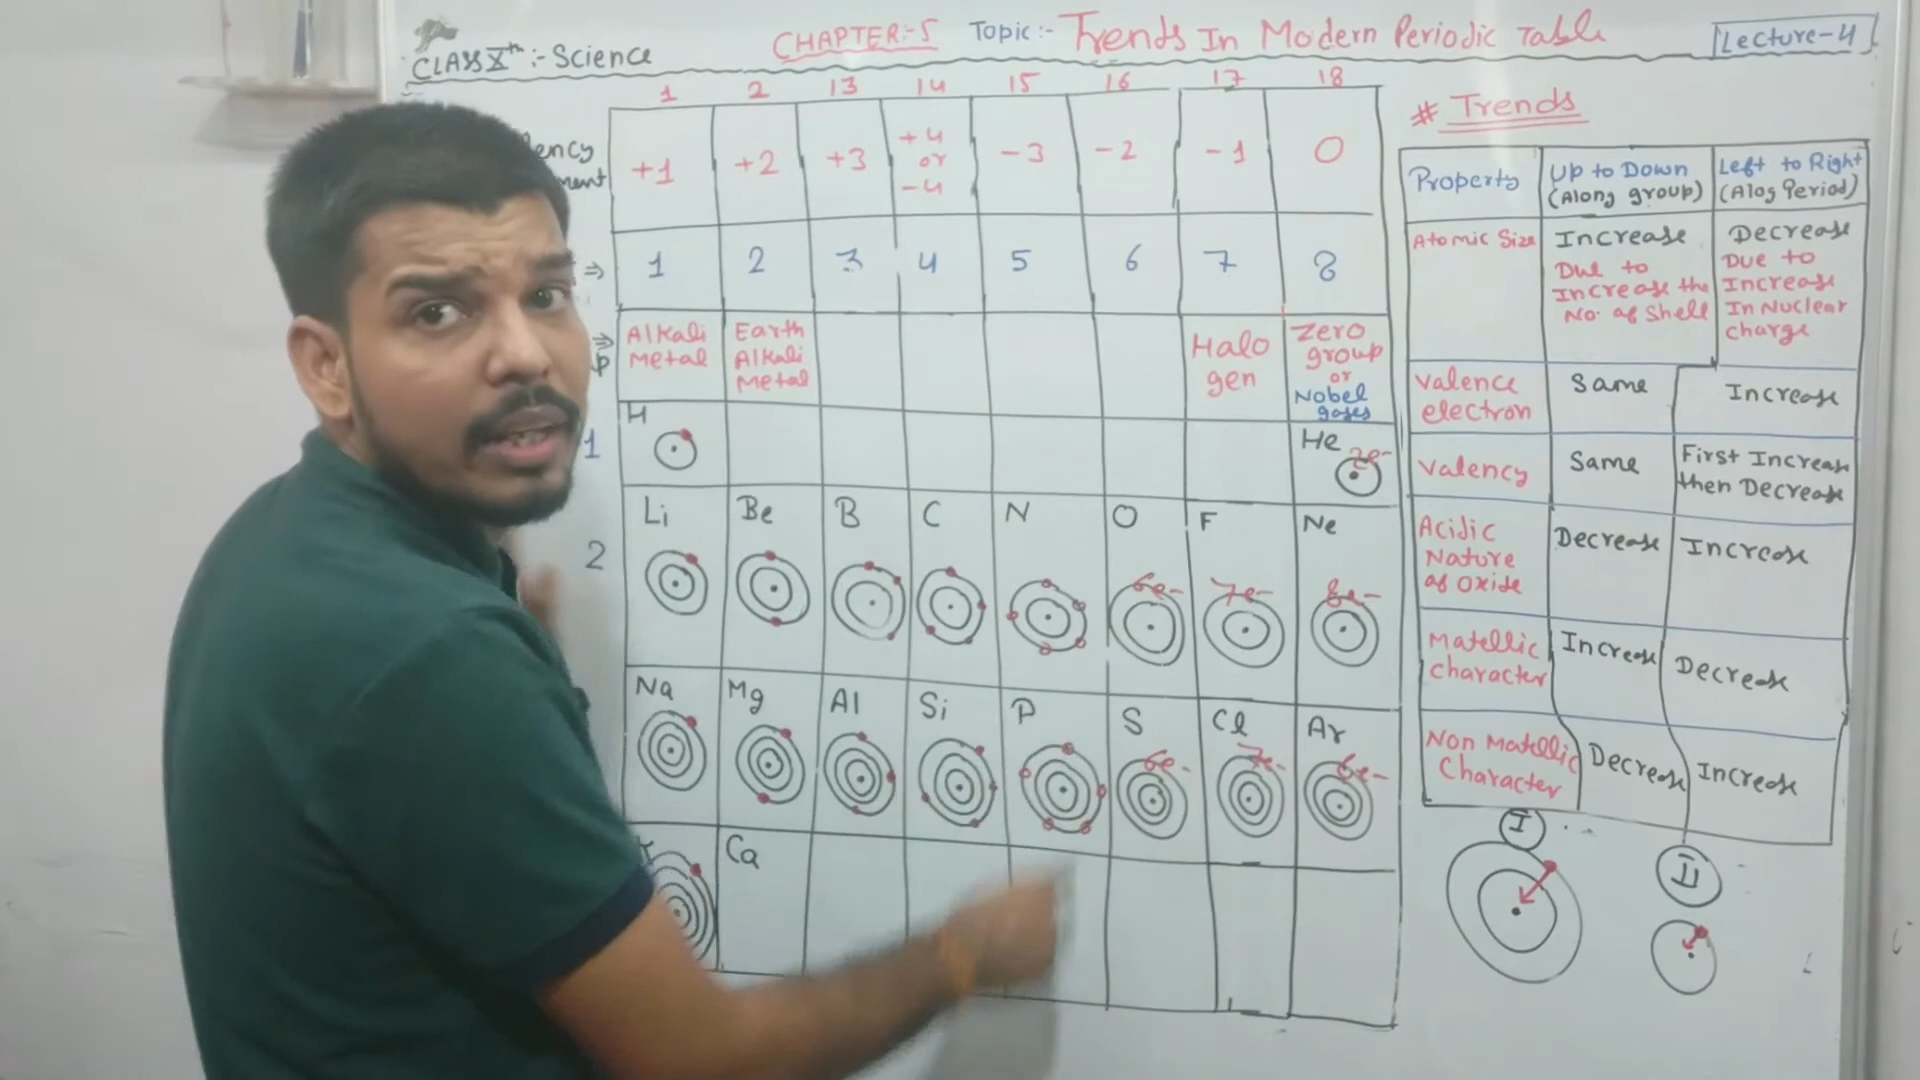 CLASS Xth :- Science
CHAPTER:-5 Topic:- Trends In Modern Periodic Table
Lecture-4
1 2 13 14 15 16 17 18
+1 +2 +3 +4 or -4 -3 -2 -1 0
⇒ 1 2 3 4 5 6 7 8
⇒ Alkali Metal
Earth Alkali Metal
Halo gen
Zero group or Nobel gases
1 H He 2e-
2 Li Be B C N O F Ne
6e- 7e- 8e-
Na Mg Al Si P S Cl Ar
6e- 7e- 8e-
Ca
# Trends
Property
Up to Down (Along group)
Left to Right (Alog Period)
Atomic Size
Increase
Due to
Increase the
No. of Shell
Decrease
Due to
Increase
In Nuclear
charge
Valence electron
Same
Increase
Valency
Same
First Increase
then Decrease
Acidic
Nature
of Oxide
Decrease
Increase
Matellic
character
Increase
Decrease
Non Matellic
Character
Decrease
Increase
I
II